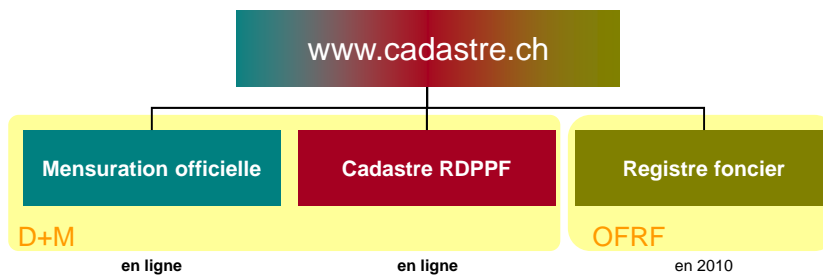 www.cadastre.ch
Mensuration officielle
Cadastre RDPPF
Registre foncier
D+M
OFRF
en ligne
en ligne
en 2010